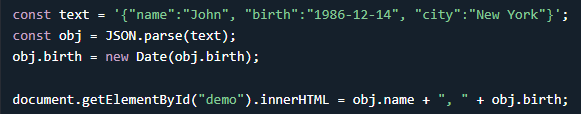 const text = '{"name":"John", "birth":"1986-12-14", "city":"New York"}';
const obj = JSON.parse(text);
obj.birth = new Date(obj.birth);
document.getElementById("demo").innerHTML = obj.name + ", " + obj.birth;